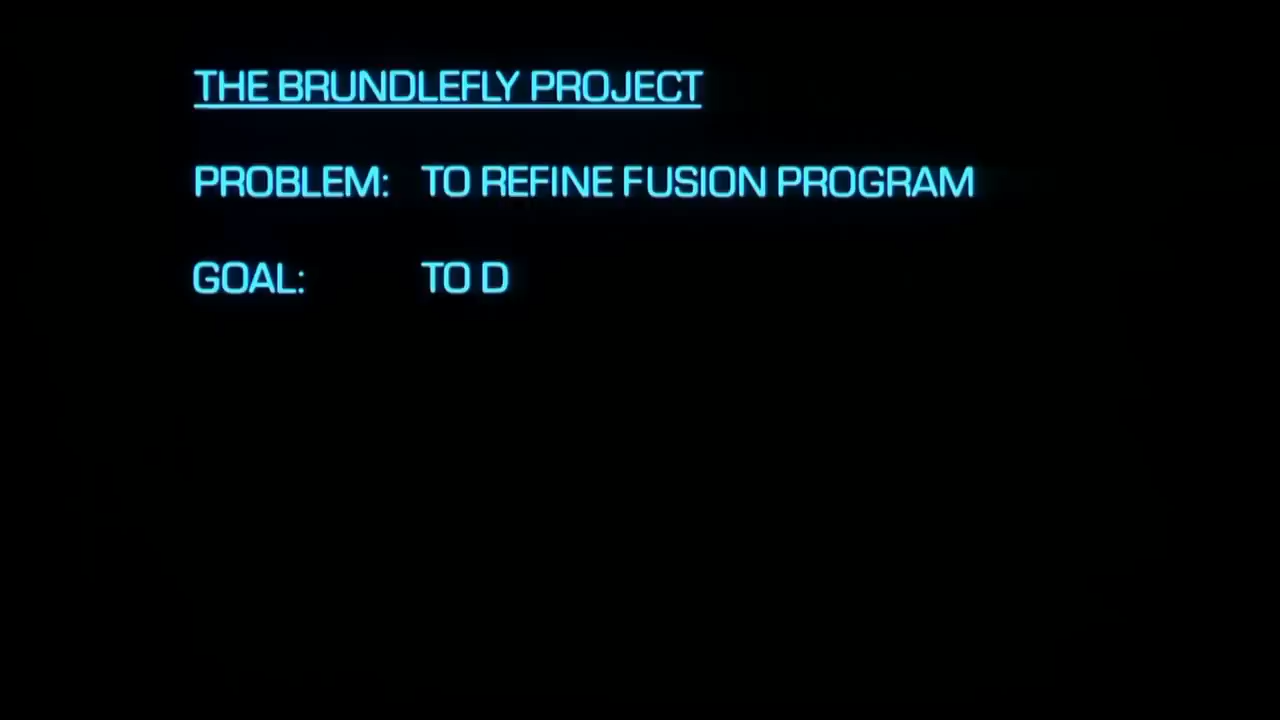 THE BRUNDLEFLY PROJECT
PROBLEM: TO REFINE FUSION PROGRAM
GOAL: TO D